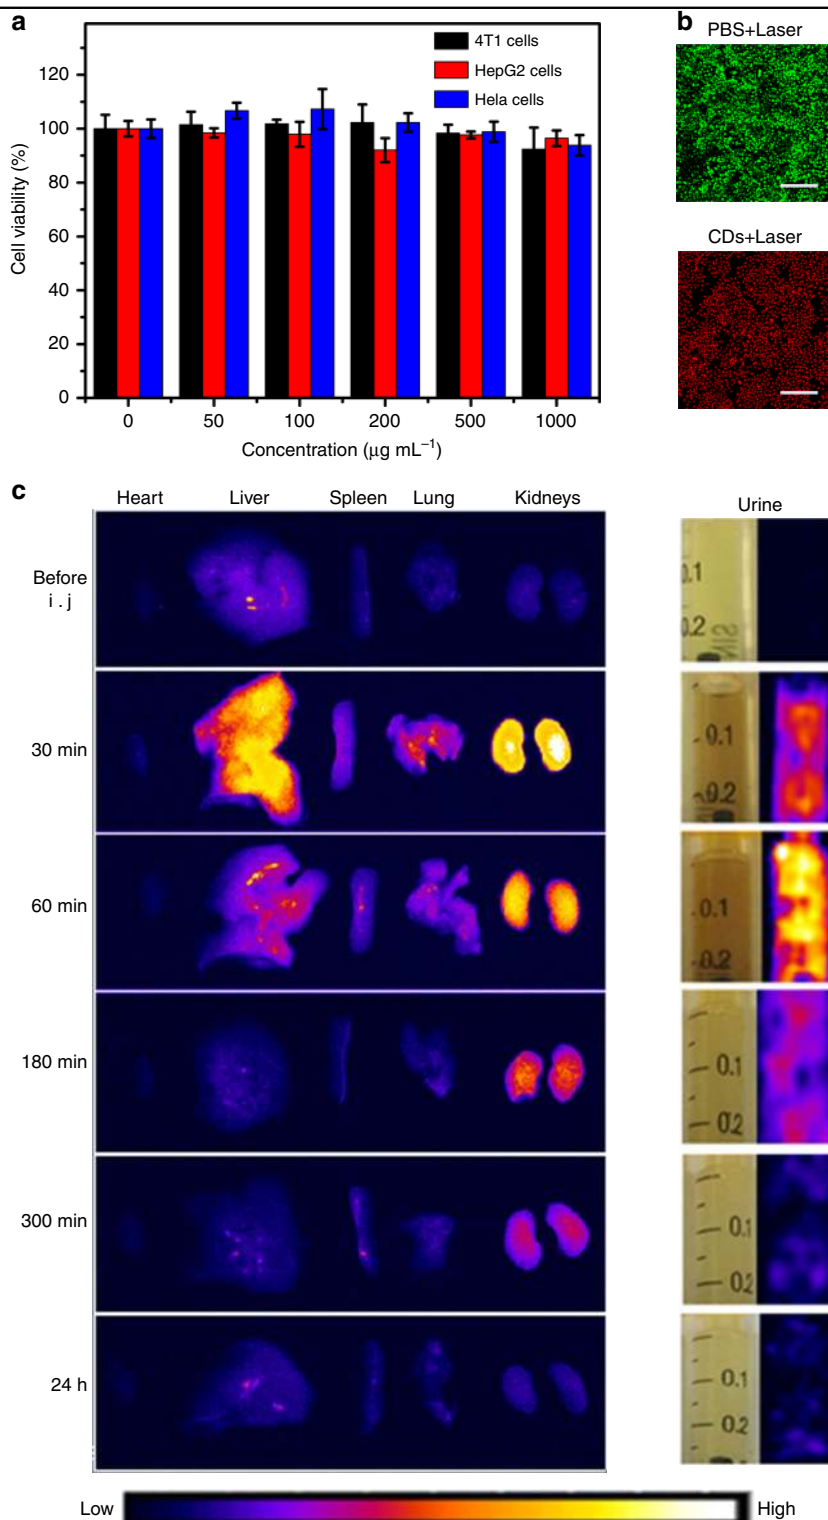 a
4T1 cells
HepG2 cells
Hela cells
120
100
80
60
40
20
0
Cell viability (%)
0 50 100 200 500 1000
Concentration (μg mL⁻¹)
b
PBS+Laser
CDs+Laser
c
Heart Liver Spleen Lung Kidneys
Urine
Before
i . j
0.1
0.2
30 min
0.1
0.2
60 min
0.1
0.2
180 min
0.1
0.2
300 min
0.1
0.2
24 h
0.1
0.2
Low High